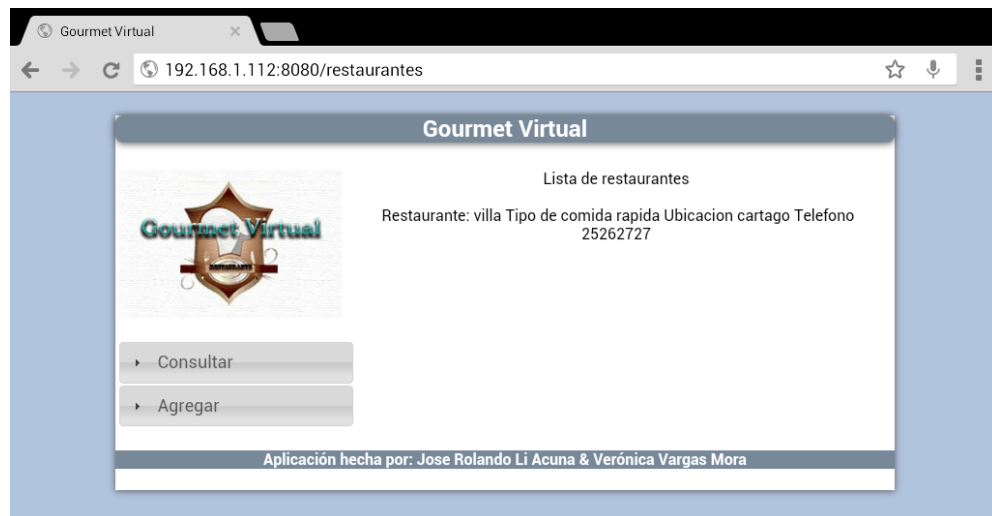 Gourmet Virtual
192.168.1.112:8080/restaurantes
Gourmet Virtual
Gourmet Virtual
RESTAURANTE
Lista de restaurantes
Restaurante: villa Tipo de comida rapida Ubicacion cartago Telefono
25262727
Consultar
Agregar
Aplicación hecha por: Jose Rolando Li Acuna & Verónica Vargas Mora